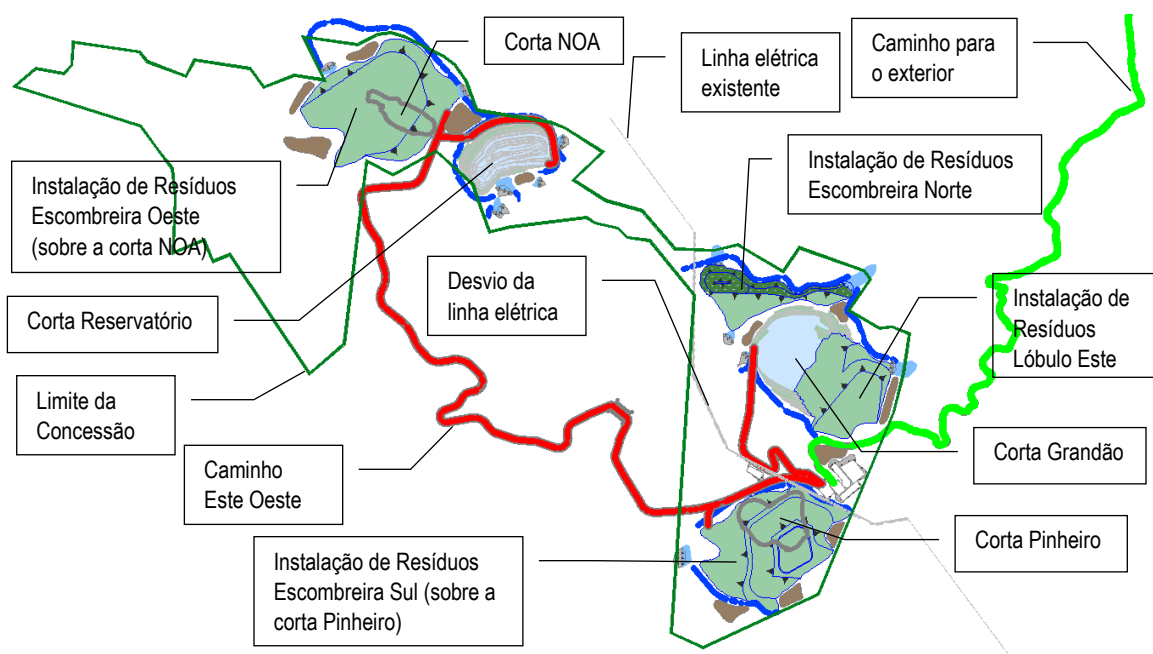 Corta NOA
Linha elétrica
existente
Caminho para
o exterior
Instalação de Resíduos
Escombreira Oeste
(sobre a corta NOA)
Instalação de Resíduos
Escombreira Norte
Desvio da
linha elétrica
Corta Reservatório
Instalação de
Resíduos
Lóbulo Este
Limite da
Concessão
Caminho
Este Oeste
Corta Grandão
Corta Pinheiro
Instalação de Resíduos
Escombreira Sul (sobre a
corta Pinheiro)